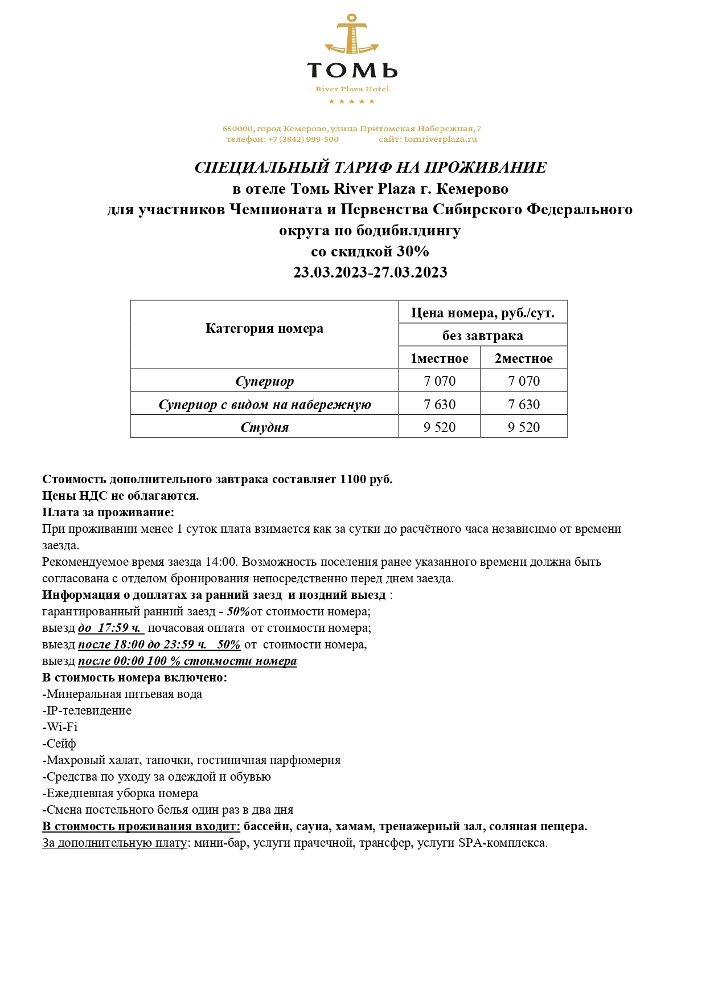 ТОМЬ
River Plaza Hotel
650000, город Кемерово, улица Притомская Набережная, 7
телефон: +7 (3842) 999-500 сайт: tomriverplaza.ru
СПЕЦИАЛЬНЫЙ ТАРИФ НА ПРОЖИВАНИЕ
в отеле Томь River Plaza г. Кемерово
для участников Чемпионата и Первенства Сибирского Федерального
округа по бодибилдингу
со скидкой 30%
23.03.2023-27.03.2023
Категория номера
Цена номера, руб./сут.
без завтрака
1местное 2местное
Супериор 7 070 7 070
Супериор с видом на набережную 7 630 7 630
Студия 9 520 9 520
Стоимость дополнительного завтрака составляет 1100 руб.
Цены НДС не облагаются.
Плата за проживание:
При проживании менее 1 суток плата взимается как за сутки до расчётного часа независимо от времени
заезда.
Рекомендуемое время заезда 14:00. Возможность поселения ранее указанного времени должна быть
согласована с отделом бронирования непосредственно перед днем заезда.
Информация о доплатах за ранний заезд и поздний выезд :
гарантированный ранний заезд - 50%от стоимости номера;
выезд до 17:59 ч. почасовая оплата от стоимости номера;
выезд после 18:00 до 23:59 ч. 50% от стоимости номера,
выезд после 00:00 100 % стоимости номера
В стоимость номера включено:
-Минеральная питьевая вода
-IP-телевидение
-Wi-Fi
-Сейф
-Махровый халат, тапочки, гостиничная парфюмерия
-Средства по уходу за одеждой и обувью
-Ежедневная уборка номера
-Смена постельного белья один раз в два дня
В стоимость проживания входит: бассейн, сауна, хамам, тренажерный зал, соляная пещера.
За дополнительную плату: мини-бар, услуги прачечной, трансфер, услуги SPA-комплекса.